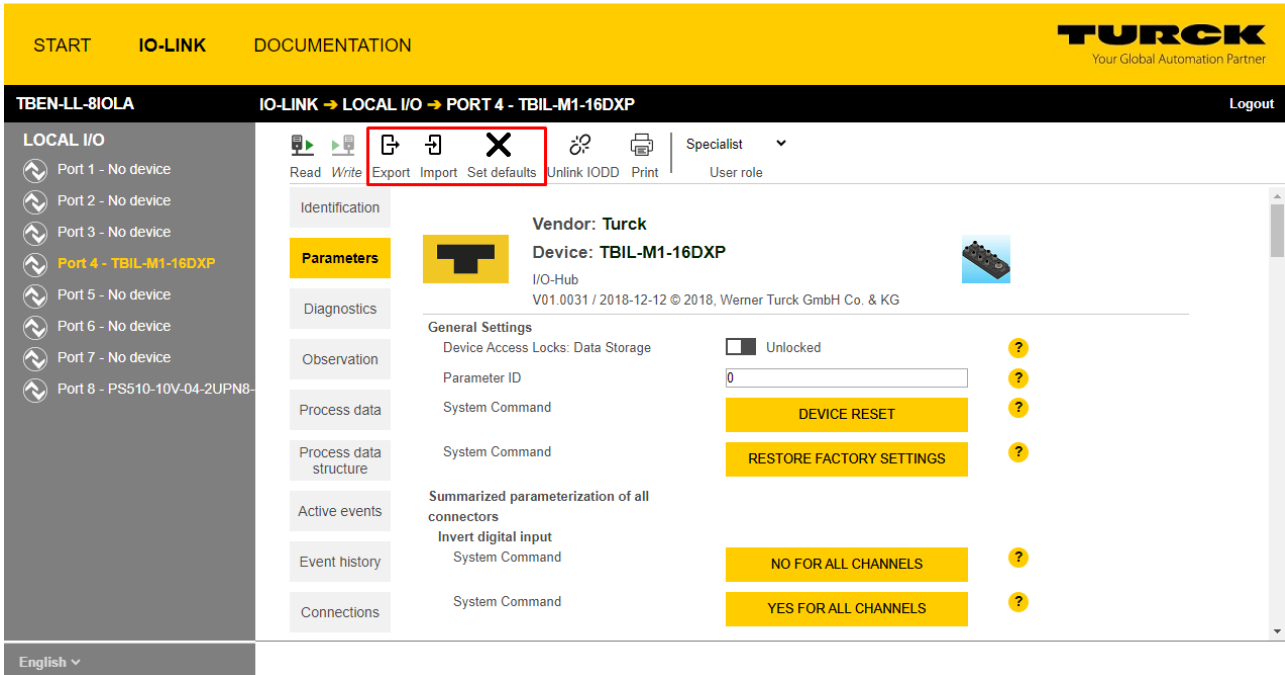 START IO-LINK DOCUMENTATION
TURCK
Your Global Automation Partner
TBEN-LL-8IOLA
IO-LINK ➔ LOCAL I/O ➔ PORT 4 - TBIL-M1-16DXP
Logout
LOCAL I/O
Port 1 - No device
Port 2 - No device
Port 3 - No device
Port 4 - TBIL-M1-16DXP
Port 5 - No device
Port 6 - No device
Port 7 - No device
Port 8 - PS510-10V-04-2UPN8-
English
Read Write Export Import Set defaults Unlink IODD Print
Specialist
User role
Identification
Parameters
Diagnostics
Observation
Process data
Process data
structure
Active events
Event history
Connections
Vendor: Turck
Device: TBIL-M1-16DXP
I/O-Hub
V01.0031 / 2018-12-12 © 2018, Werner Turck GmbH Co. & KG
General Settings
Device Access Locks: Data Storage Unlocked ?
Parameter ID 0 ?
System Command DEVICE RESET ?
System Command RESTORE FACTORY SETTINGS ?
Summarized parameterization of all
connectors
Invert digital input
System Command NO FOR ALL CHANNELS ?
System Command YES FOR ALL CHANNELS ?